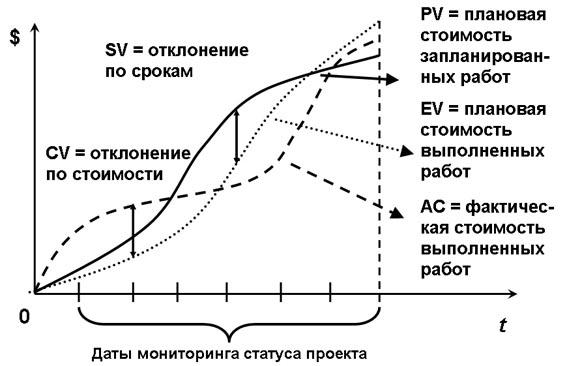 $
SV = отклонение
по срокам
CV = отклонение
по стоимости
PV = плановая
стоимость
запланирован-
ных работ
EV = плановая
стоимость
выполненных
работ
AC = фактичес-
кая стоимость
выполненных
работ
0
t
Даты мониторинга статуса проекта